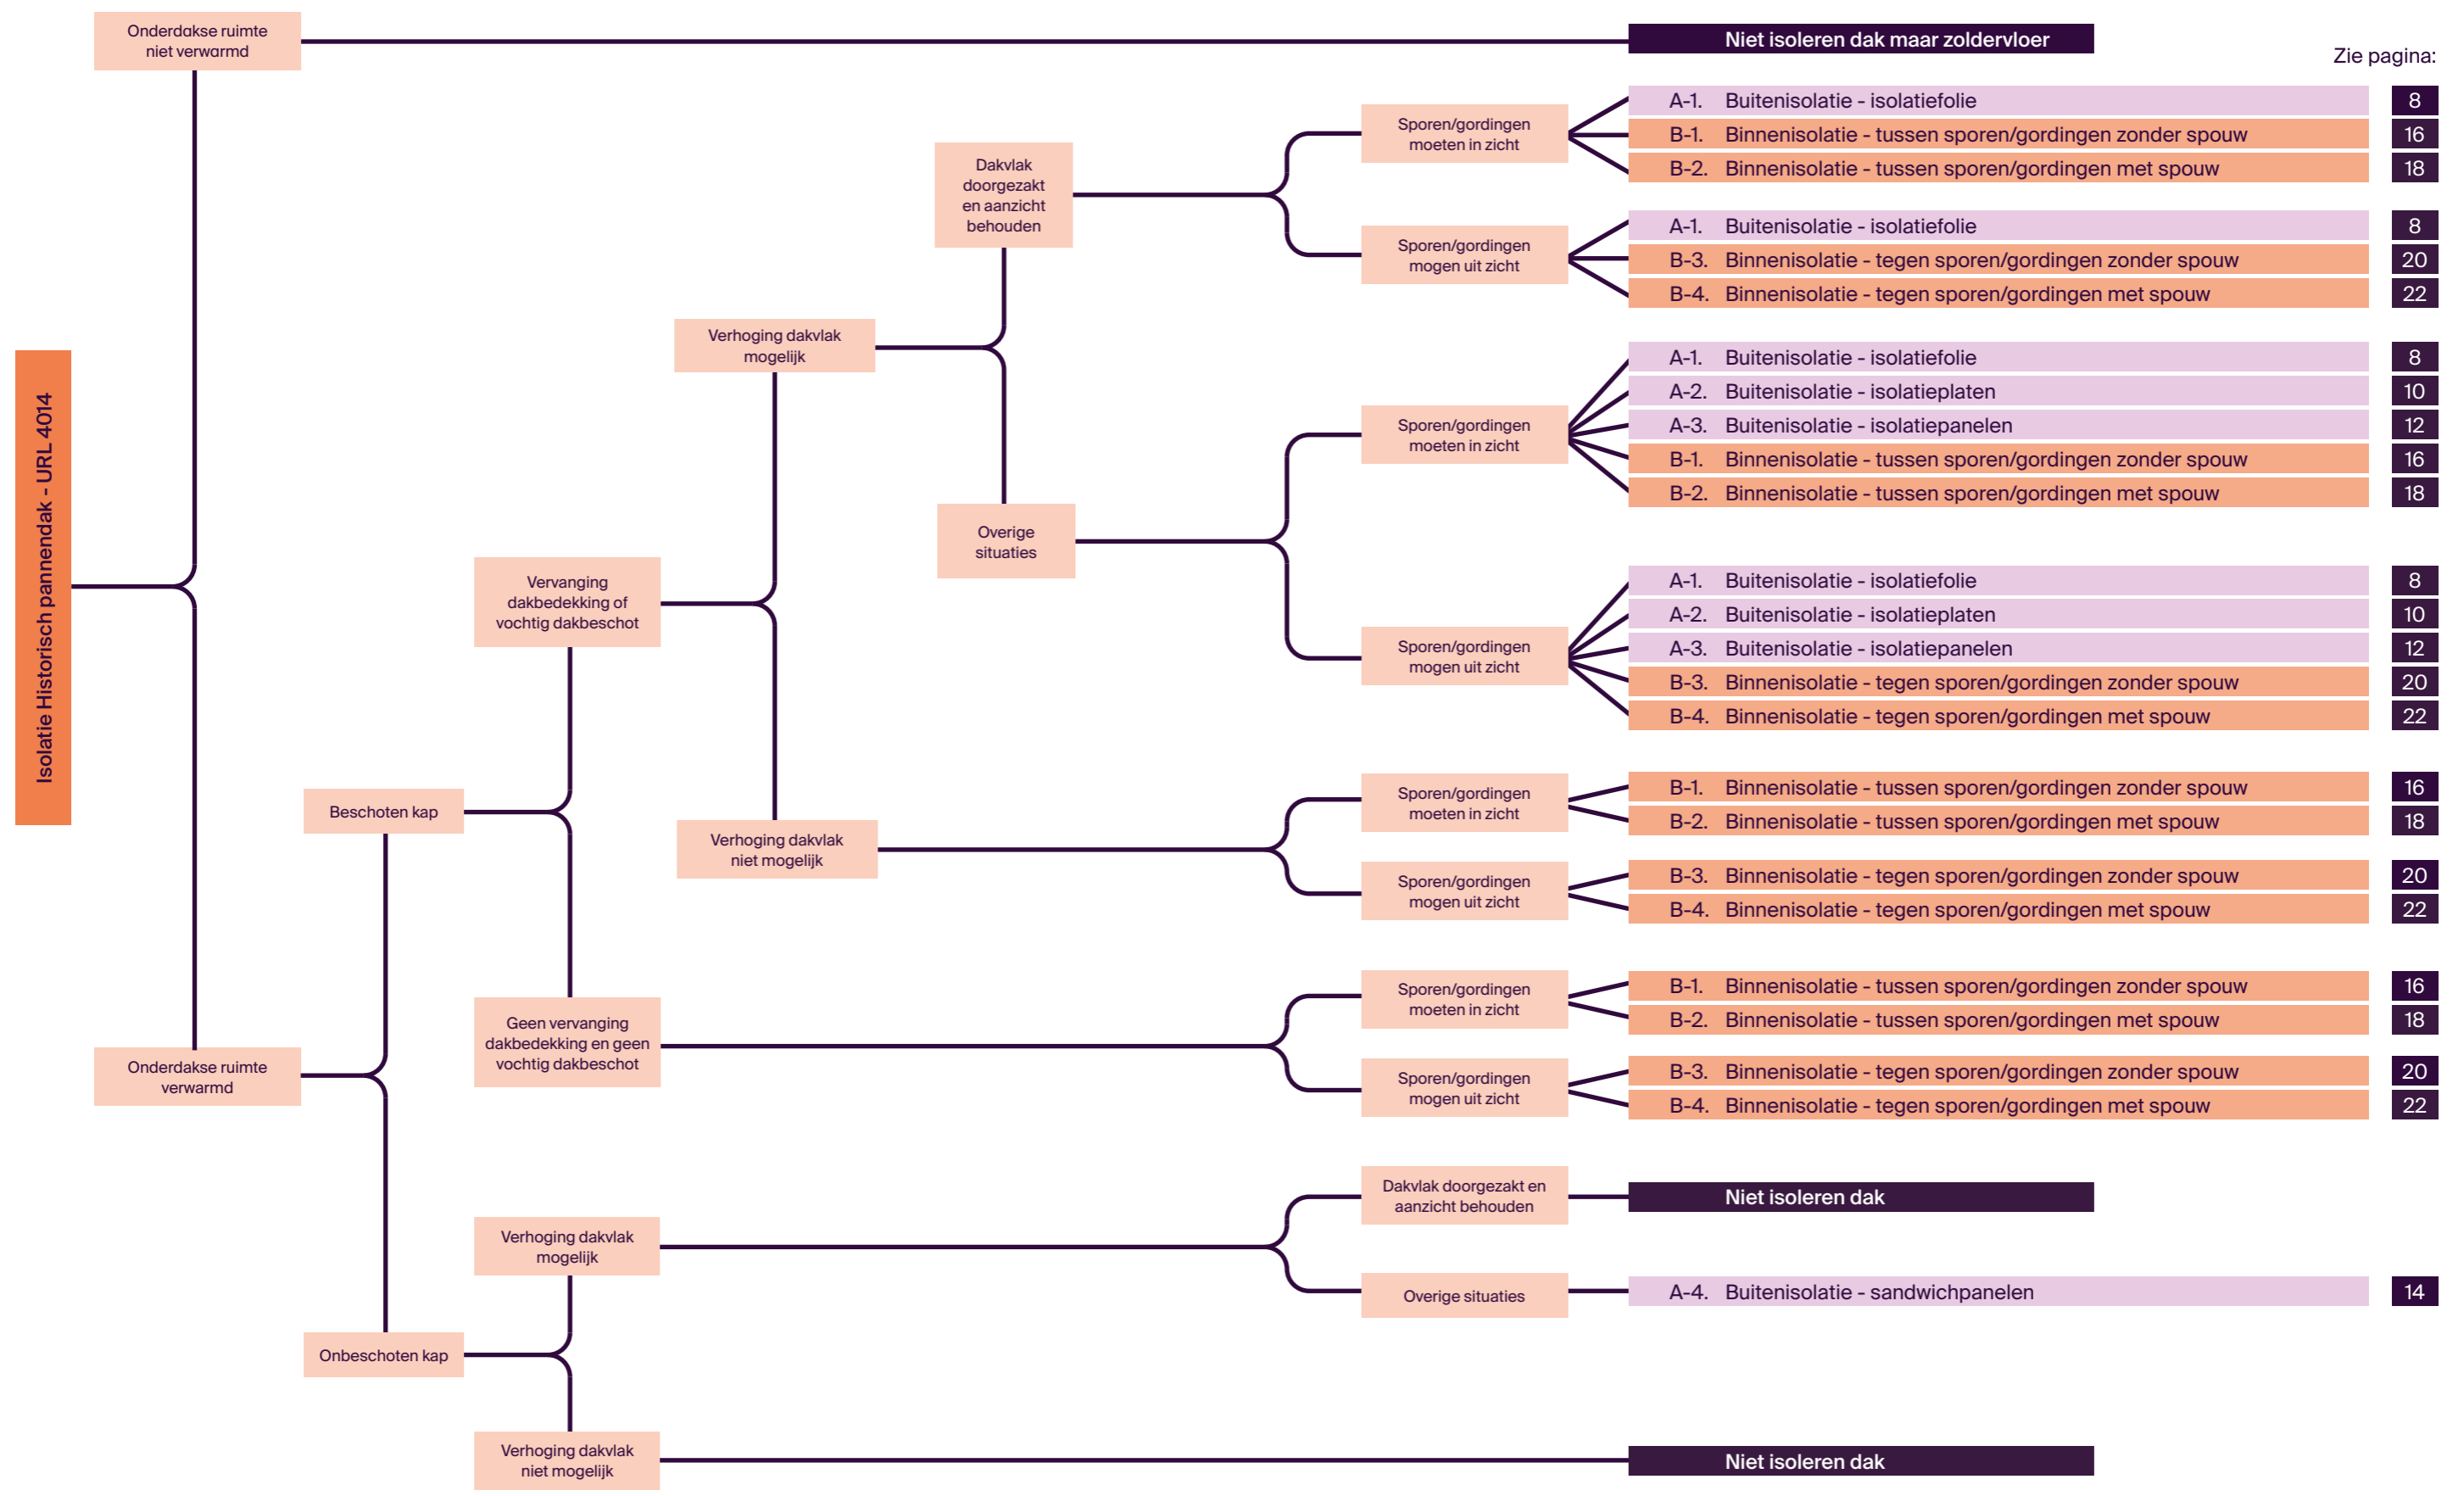 Isolatie Historisch pannendak - URL 4014
Onderdakse ruimte
niet verwarmd
Niet isoleren dak maar zoldervloer
Zie pagina:
Onderdakse ruimte
verwarmd
Beschoten kap
Vervanging
dakbedekking of
vochtig dakbeschot
Verhoging dakvlak
mogelijk
Dakvlak
doorgezakt
en aanzicht
behouden
Sporen/gordingen
moeten in zicht
A-1. Buitenisolatie - isolatiefolie 8
B-1. Binnenisolatie - tussen sporen/gordingen zonder spouw 16
B-2. Binnenisolatie - tussen sporen/gordingen met spouw 18
Sporen/gordingen
mogen uit zicht
A-1. Buitenisolatie - isolatiefolie 8
B-3. Binnenisolatie - tegen sporen/gordingen zonder spouw 20
B-4. Binnenisolatie - tegen sporen/gordingen met spouw 22
Overige
situaties
Sporen/gordingen
moeten in zicht
A-1. Buitenisolatie - isolatiefolie 8
A-2. Buitenisolatie - isolatieplaten 10
A-3. Buitenisolatie - isolatiepanelen 12
B-1. Binnenisolatie - tussen sporen/gordingen zonder spouw 16
B-2. Binnenisolatie - tussen sporen/gordingen met spouw 18
Sporen/gordingen
mogen uit zicht
A-1. Buitenisolatie - isolatiefolie 8
A-2. Buitenisolatie - isolatieplaten 10
A-3. Buitenisolatie - isolatiepanelen 12
B-3. Binnenisolatie - tegen sporen/gordingen zonder spouw 20
B-4. Binnenisolatie - tegen sporen/gordingen met spouw 22
Verhoging dakvlak
niet mogelijk
Sporen/gordingen
moeten in zicht
B-1. Binnenisolatie - tussen sporen/gordingen zonder spouw 16
B-2. Binnenisolatie - tussen sporen/gordingen met spouw 18
Sporen/gordingen
mogen uit zicht
B-3. Binnenisolatie - tegen sporen/gordingen zonder spouw 20
B-4. Binnenisolatie - tegen sporen/gordingen met spouw 22
Geen vervanging
dakbedekking en geen
vochtig dakbeschot
Sporen/gordingen
moeten in zicht
B-1. Binnenisolatie - tussen sporen/gordingen zonder spouw 16
B-2. Binnenisolatie - tussen sporen/gordingen met spouw 18
Sporen/gordingen
mogen uit zicht
B-3. Binnenisolatie - tegen sporen/gordingen zonder spouw 20
B-4. Binnenisolatie - tegen sporen/gordingen met spouw 22
Onbeschoten kap
Verhoging dakvlak
mogelijk
Dakvlak doorgezakt en
aanzicht behouden
Niet isoleren dak
Overige situaties
A-4. Buitenisolatie - sandwichpanelen 14
Verhoging dakvlak
niet mogelijk
Niet isoleren dak